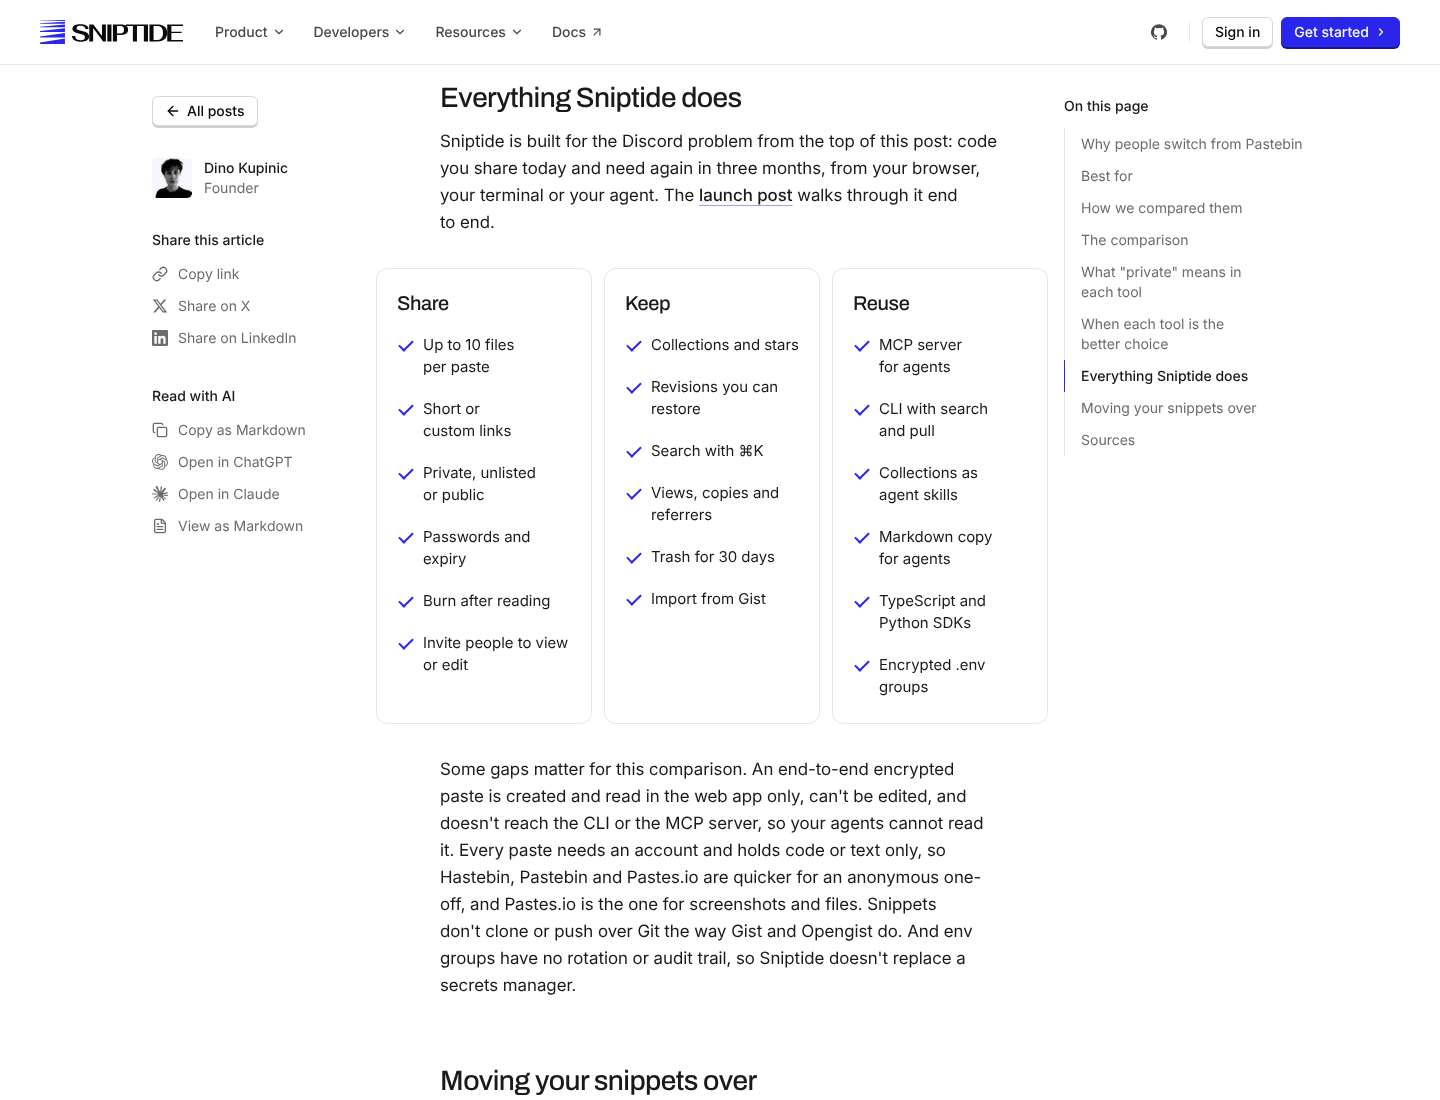 SNIPTIDE
Product
Developers
Resources
Docs
Sign in
Get started
All posts
Dino Kupinic
Founder
Share this article
Copy link
Share on X
Share on LinkedIn
Read with AI
Copy as Markdown
Open in ChatGPT
Open in Claude
View as Markdown
Everything Sniptide does
Sniptide is built for the Discord problem from the top of this post: code
you share today and need again in three months, from your browser,
your terminal or your agent. The launch post walks through it end
to end.
Share
Up to 10 files
per paste
Short or
custom links
Private, unlisted
or public
Passwords and
expiry
Burn after reading
Invite people to view
or edit
Keep
Collections and stars
Revisions you can
restore
Search with ⌘K
Views, copies and
referrers
Trash for 30 days
Import from Gist
Reuse
MCP server
for agents
CLI with search
and pull
Collections as
agent skills
Markdown copy
for agents
TypeScript and
Python SDKs
Encrypted .env
groups
Some gaps matter for this comparison. An end-to-end encrypted
paste is created and read in the web app only, can't be edited, and
doesn't reach the CLI or the MCP server, so your agents cannot read
it. Every paste needs an account and holds code or text only, so
Hastebin, Pastebin and Pastes.io are quicker for an anonymous one-
off, and Pastes.io is the one for screenshots and files. Snippets
don't clone or push over Git the way Gist and Opengist do. And env
groups have no rotation or audit trail, so Sniptide doesn't replace a
secrets manager.
Moving your snippets over
On this page
Why people switch from Pastebin
Best for
How we compared them
The comparison
What "private" means in
each tool
When each tool is the
better choice
Everything Sniptide does
Moving your snippets over
Sources